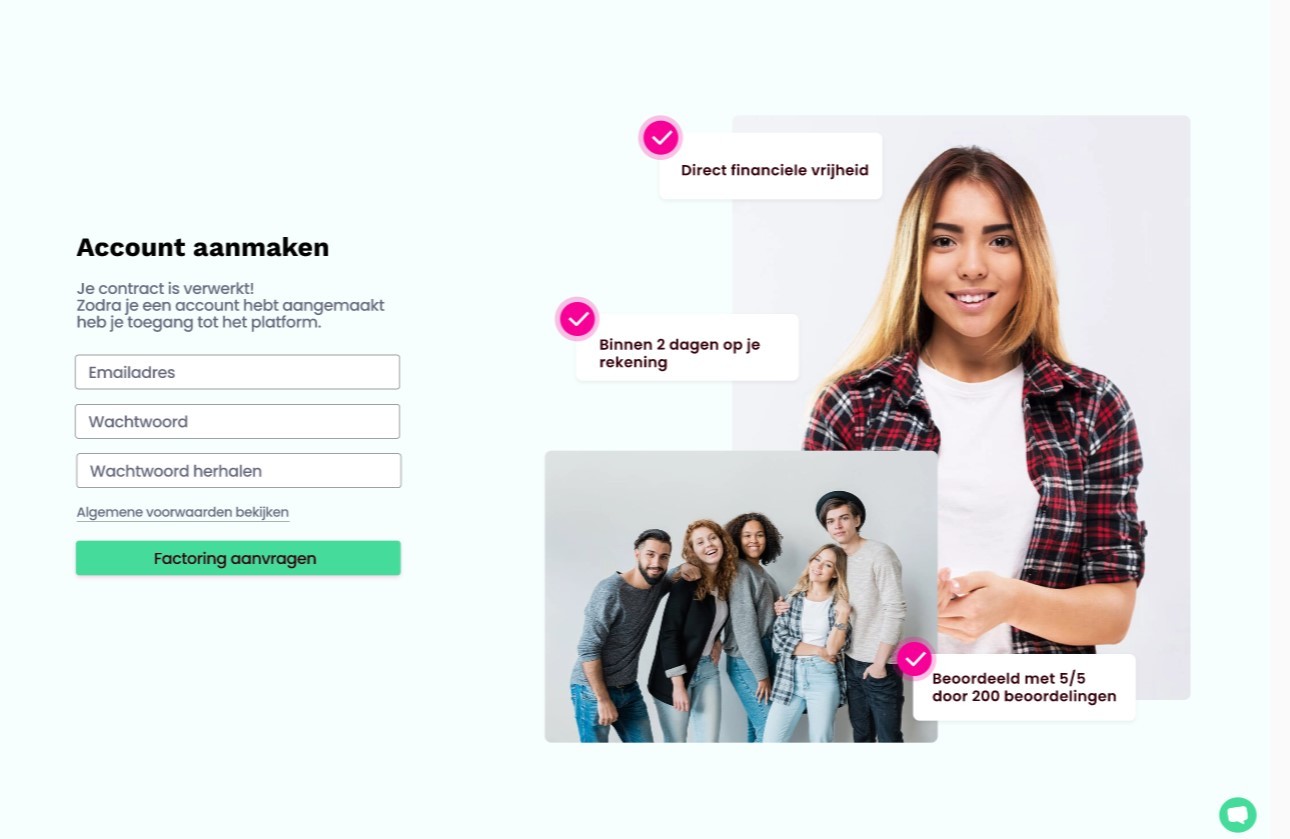 Account aanmaken
Je contract is verwerkt!
Zodra je een account hebt aangemaakt
heb je toegang tot het platform.
Emailadres
Wachtwoord
Wachtwoord herhalen
Algemene voorwaarden bekijken
Factoring aanvragen
Direct financiele vrijheid
Binnen 2 dagen op je
rekening
Beoordeeld met 5/5
door 200 beoordelingen